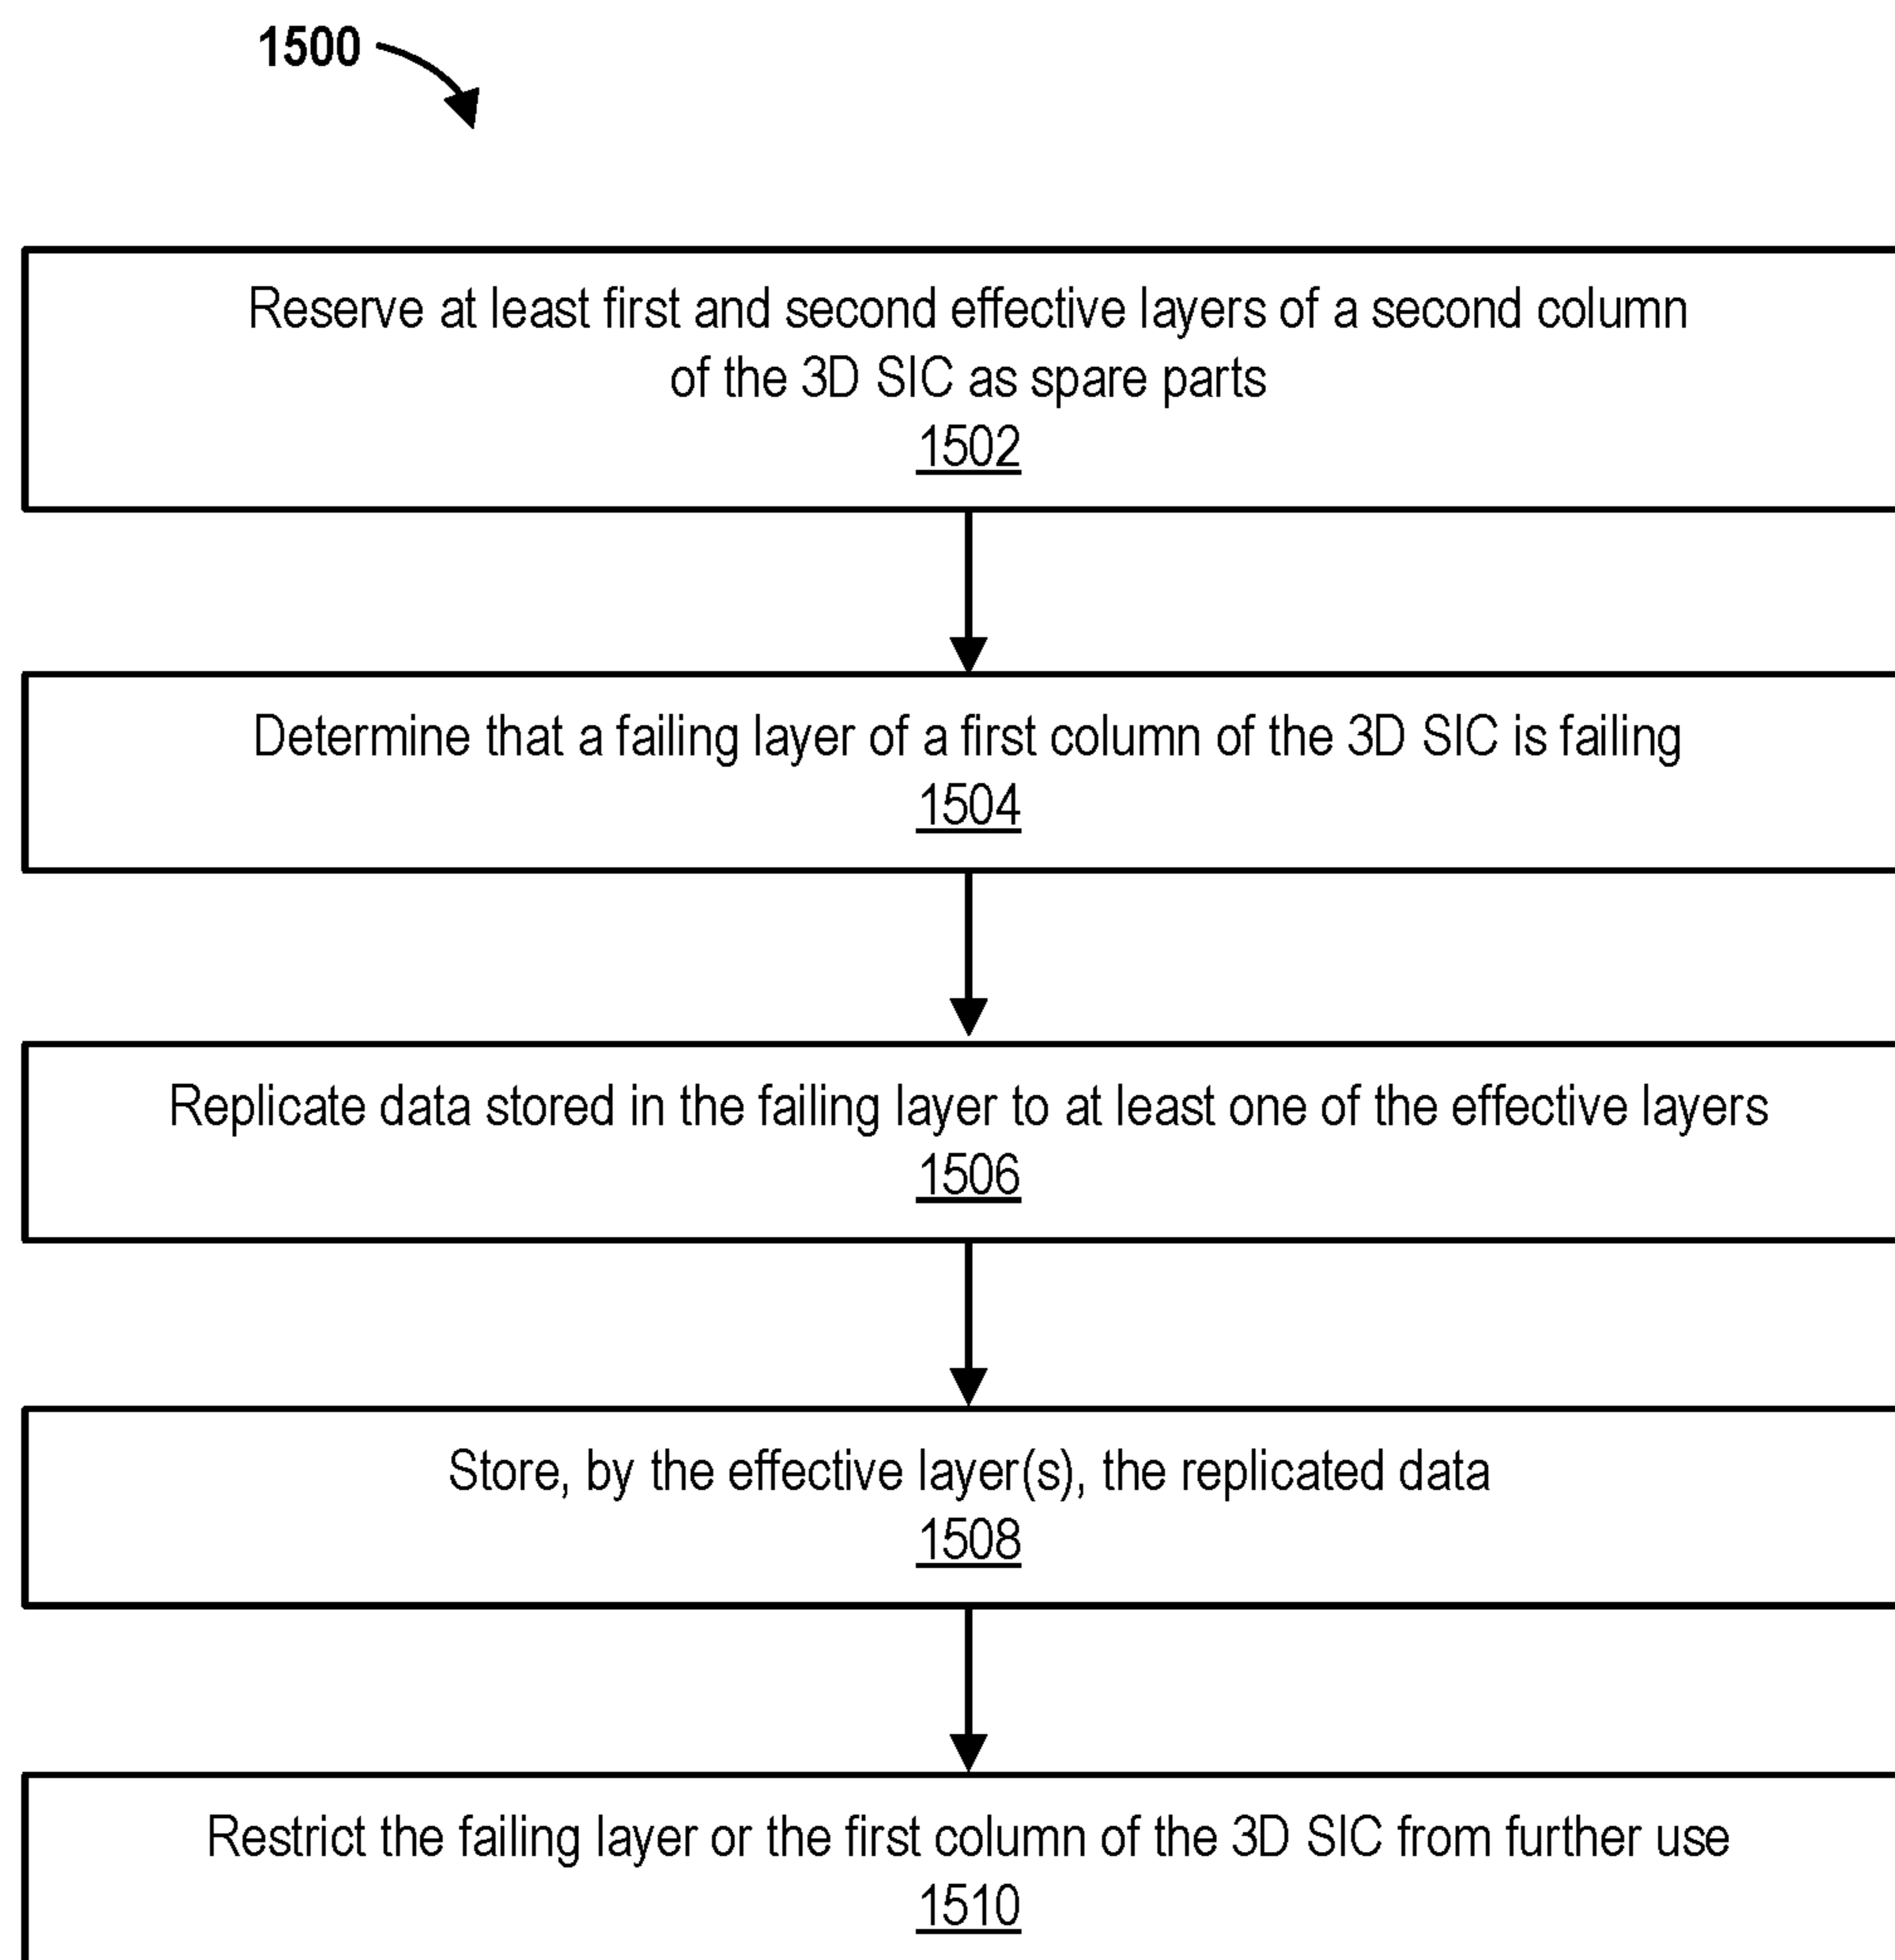 1500
Reserve at least first and second effective layers of a second column
of the 3D SIC as spare parts
1502
Determine that a failing layer of a first column of the 3D SIC is failing
1504
Replicate data stored in the failing layer to at least one of the effective layers
1506
Store, by the effective layer(s), the replicated data
1508
Restrict the failing layer or the first column of the 3D SIC from further use
1510